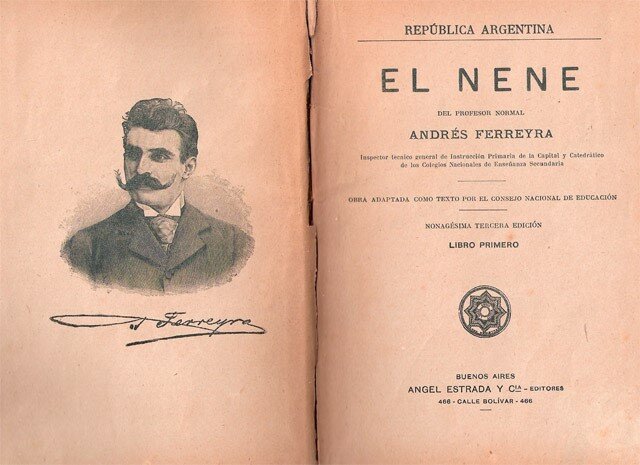 A Ferreyra
REPÚBLICA ARGENTINA
EL NENE
DEL PROFESOR NORMAL
ANDRÉS FERREYRA
Inspector técnico general de Instrucción Primaria de la Capital y Catedrático
de los Colegios Nacionales de Enseñanza Secundaria
OBRA ADAPTADA COMO TEXTO POR EL CONSEJO NACIONAL DE EDUCACIÓN
NONAGÉSIMA TERCERA EDICIÓN
LIBRO PRIMERO
BUENOS AIRES
ANGEL ESTRADA Y Cía - EDITORES
466 - CALLE BOLÍVAR - 466